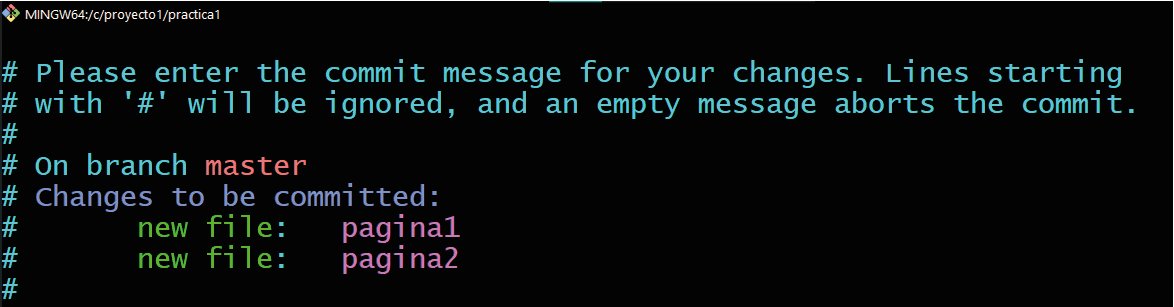 MINGW64:/c/proyecto1/practica1
# Please enter the commit message for your changes. Lines starting
# with '#' will be ignored, and an empty message aborts the commit.
#
# On branch master
# Changes to be committed:
#       new file:   pagina1
#       new file:   pagina2
#